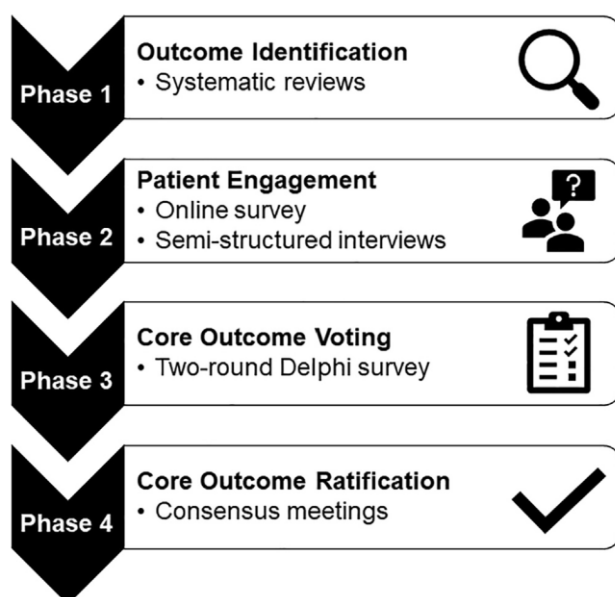 Phase 1
Outcome Identification
• Systematic reviews
Phase 2
Patient Engagement
• Online survey
• Semi-structured interviews
?
Phase 3
Core Outcome Voting
• Two-round Delphi survey
Phase 4
Core Outcome Ratification
• Consensus meetings